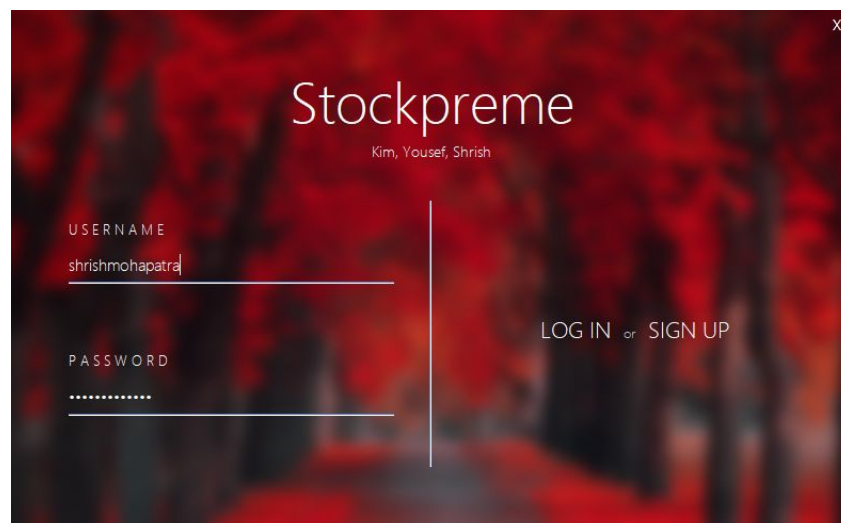 X
Stockpreme
Kim, Yousef, Shrish
USERNAME
shrishmohapatra
PASSWORD
•••••••••••••
LOG IN or SIGN UP